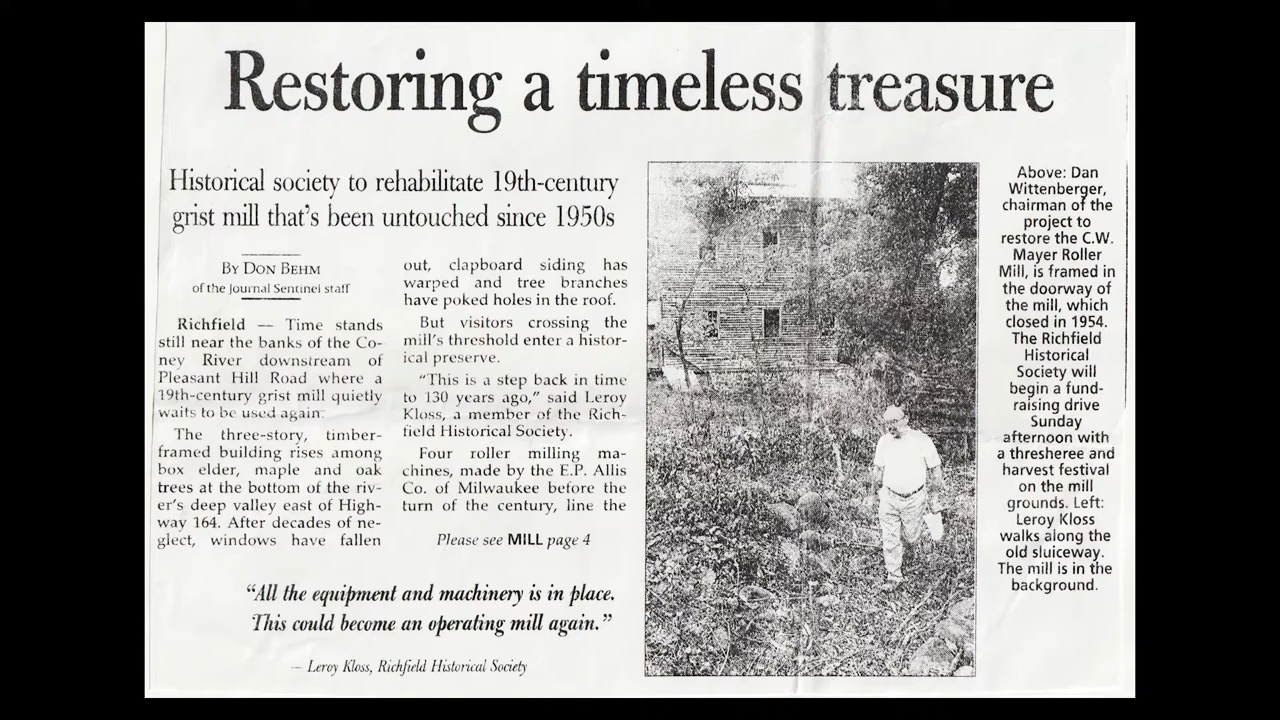 Restoring a timeless treasure
Historical society to rehabilitate 19th-century
grist mill that's been untouched since 1950s
BY DON BEHM
of the Journal Sentinel staff
Richfield — Time stands
still near the banks of the Co-
ney River downstream of
Pleasant Hill Road where a
19th-century grist mill quietly
waits to be used again.
The three-story, timber-
framed building rises among
box elder, maple and oak
trees at the bottom of the riv-
er's deep valley east of High-
way 164. After decades of ne-
glect, windows have fallen
out, clapboard siding has
warped and tree branches
have poked holes in the roof.
But visitors crossing the
mill's threshold enter a histor-
ical preserve.
"This is a step back in time
to 130 years ago," said Leroy
Kloss, a member of the Rich-
field Historical Society.
Four roller milling ma-
chines, made by the E.P. Allis
Co. of Milwaukee before the
turn of the century, line the
Please see MILL page 4
"All the equipment and machinery is in place.
This could become an operating mill again."
— Leroy Kloss, Richfield Historical Society
Above: Dan
Wittenberger,
chairman of the
project to
restore the C.W.
Mayer Roller
Mill, is framed in
the doorway of
the mill, which
closed in 1954.
The Richfield
Historical
Society will
begin a fund-
raising drive
Sunday
afternoon with
a thresheree and
harvest festival
on the mill
grounds. Left:
Leroy Kloss
walks along the
old sluiceway.
The mill is in the
background.